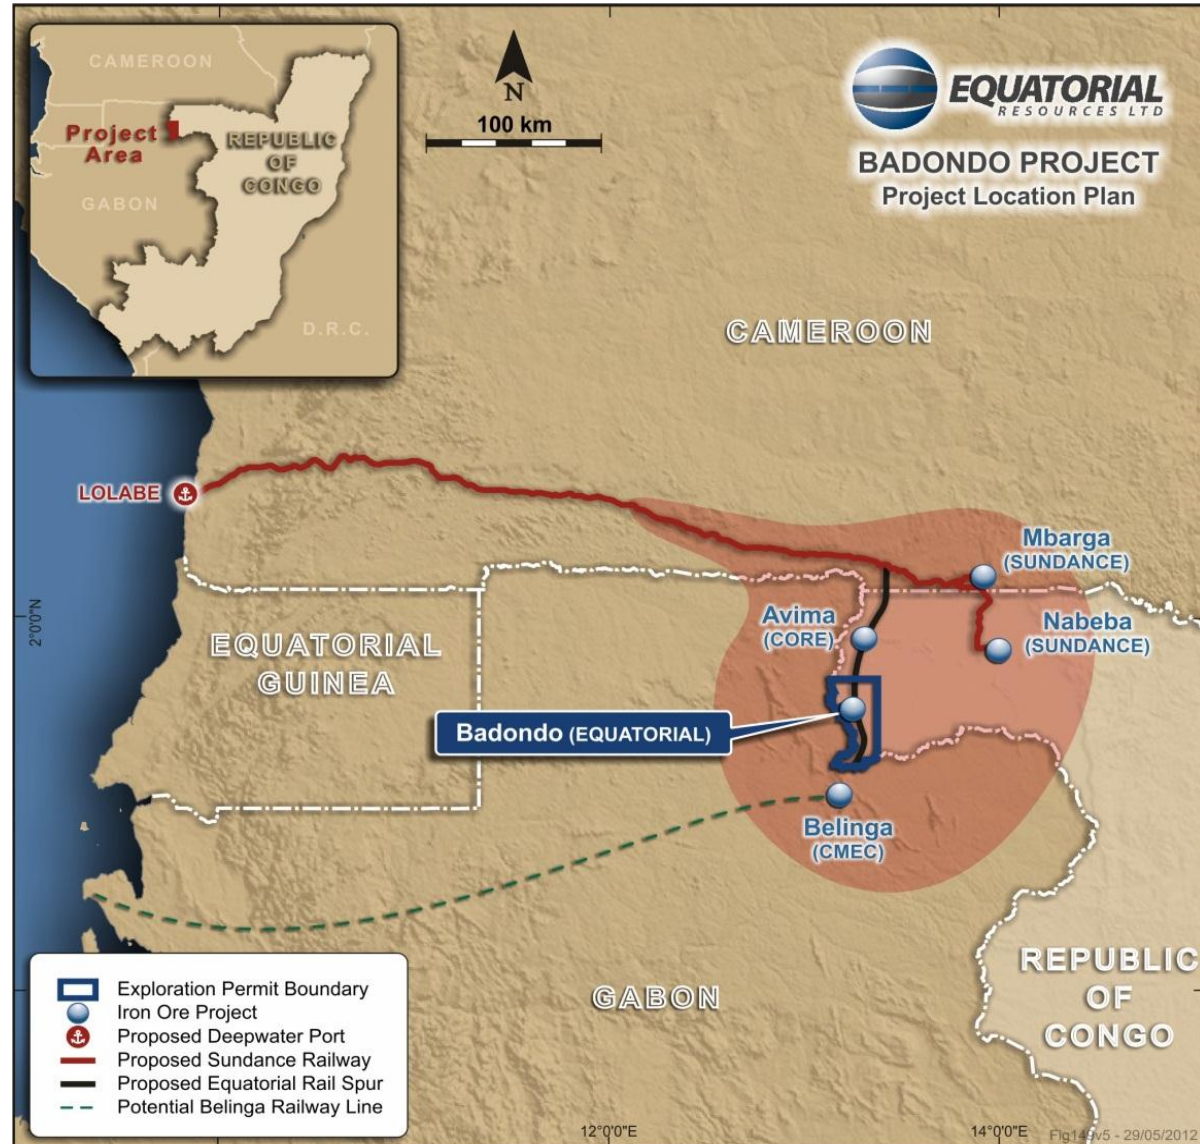 CAMEROON
Project
Area
REPUBLIC
OF
CONGO
GABON
D.R.C.
N
100 km
EQUATORIAL
RESOURCES LTD
BADONDO PROJECT
Project Location Plan
CAMEROON
LOLABE
Mbarga
(SUNDANCE)
Avima
(CORE)
Nabeba
(SUNDANCE)
2°0'0"N
EQUATORIAL
GUINEA
Badondo (EQUATORIAL)
Belinga
(CMEC)
GABON
REPUBLIC
OF
CONGO
Exploration Permit Boundary
Iron Ore Project
Proposed Deepwater Port
Proposed Sundance Railway
Proposed Equatorial Rail Spur
Potential Belinga Railway Line
12°0'0"E
14°0'0"E
Fig149v5 - 29/05/2012